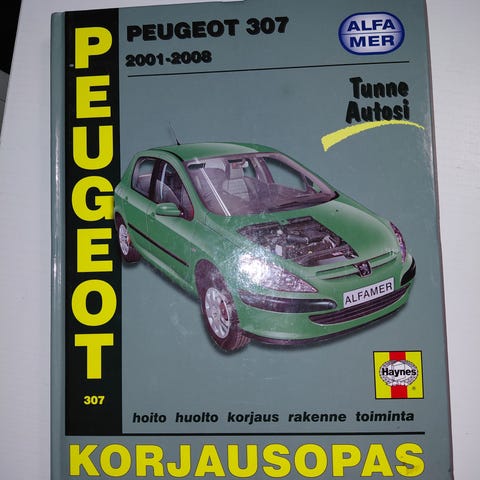 PEUGEOT
307
PEUGEOT 307
2001-2008
ALFA
MER
Tunne
Autosi
ALFAMER
Haynes
hoito huolto korjaus rakenne toiminta
KORJAUSOPAS